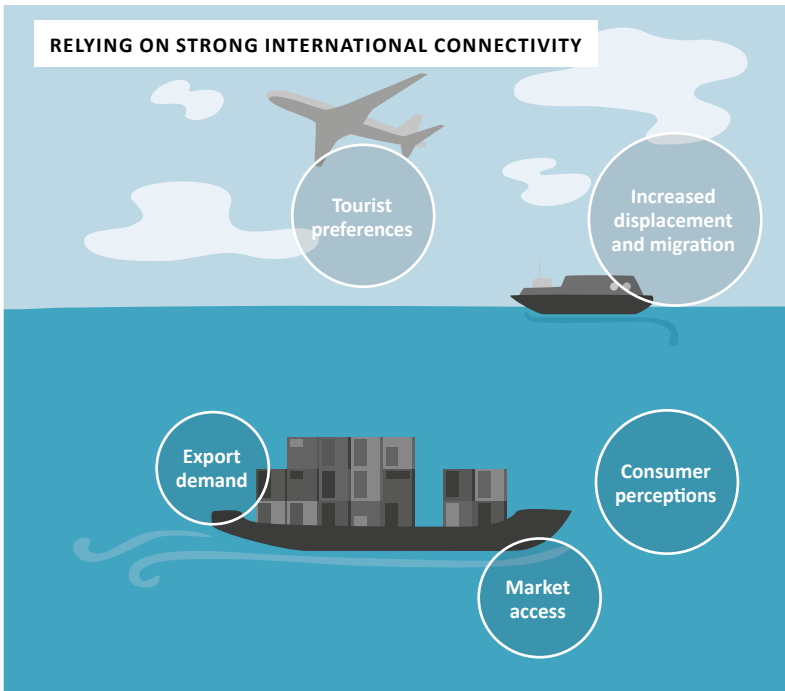 RELYING ON STRONG INTERNATIONAL CONNECTIVITY
Tourist
preferences
Increased
displacement
and migration
Export
demand
Consumer
perceptions
Market
access